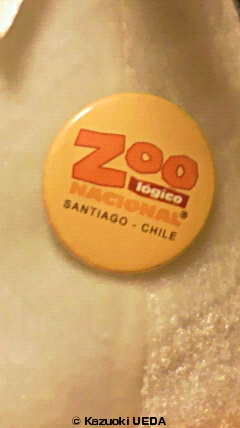 Zoo
lógico
NACIONAL®
SANTIAGO - CHILE
© Kazuoki UEDA